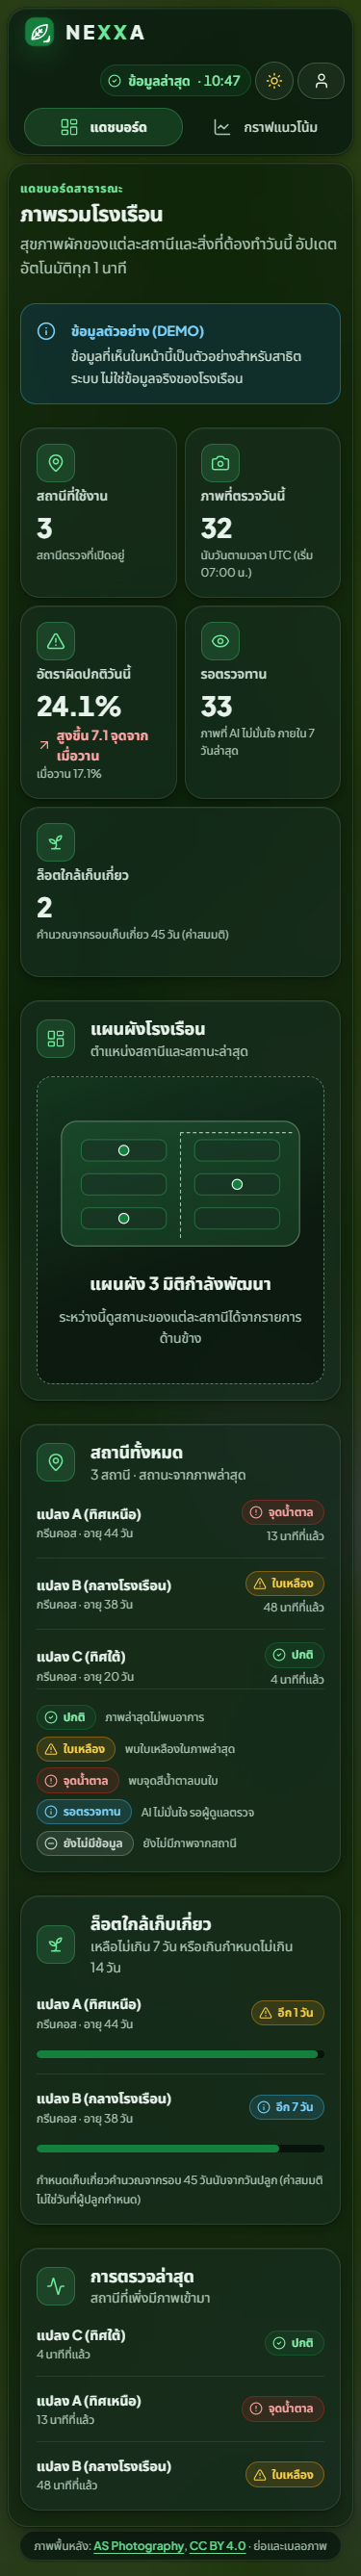 NEXXA
ข้อมูลล่าสุด · 10:47
แดชบอร์ด
กราฟแนวโน้ม
แดชบอร์ดสาธารณะ
ภาพรวมโรงเรือน
สุขภาพผักของแต่ละสถานีและสิ่งที่ต้องทำวันนี้ อัปเดต
อัตโนมัติทุก 1 นาที
ข้อมูลตัวอย่าง (DEMO)
ข้อมูลที่เห็นในหน้านี้เป็นตัวอย่างสำหรับสาธิต
ระบบ ไม่ใช่ข้อมูลจริงของโรงเรือน
สถานีที่ใช้งาน
3
สถานีตรวจที่เปิดอยู่
ภาพที่ตรวจวันนี้
32
นับวันตามเวลา UTC (เริ่ม
07:00 น.)
อัตราผิดปกติวันนี้
24.1%
สูงขึ้น 7.1 จุดจาก
เมื่อวาน
เมื่อวาน 17.1%
รอตรวจทาน
33
ภาพที่ AI ไม่มั่นใจ ภายใน 7
วันล่าสุด
ล็อตใกล้เก็บเกี่ยว
2
คำนวณจากรอบเก็บเกี่ยว 45 วัน (ค่าสมมติ)
แผนผังโรงเรือน
ตำแหน่งสถานีและสถานะล่าสุด
แผนผัง 3 มิติกำลังพัฒนา
ระหว่างนี้ดูสถานะของแต่ละสถานีได้จากรายการ
ด้านข้าง
สถานีทั้งหมด
3 สถานี · สถานะจากภาพล่าสุด
แปลง A (ทิศเหนือ)
กรีนคอส · อายุ 44 วัน
จุดน้ำตาล
13 นาทีที่แล้ว
แปลง B (กลางโรงเรือน)
กรีนคอส · อายุ 38 วัน
ใบเหลือง
48 นาทีที่แล้ว
แปลง C (ทิศใต้)
กรีนคอส · อายุ 20 วัน
ปกติ
4 นาทีที่แล้ว
ปกติ ภาพล่าสุดไม่พบอาการ
ใบเหลือง พบใบเหลืองในภาพล่าสุด
จุดน้ำตาล พบจุดสีน้ำตาลบนใบ
รอตรวจทาน AI ไม่มั่นใจ รอผู้ดูแลตรวจ
ยังไม่มีข้อมูล ยังไม่มีภาพจากสถานี
ล็อตใกล้เก็บเกี่ยว
เหลือไม่เกิน 7 วัน หรือเกินกำหนดไม่เกิน
14 วัน
แปลง A (ทิศเหนือ)
กรีนคอส · อายุ 44 วัน
อีก 1 วัน
แปลง B (กลางโรงเรือน)
กรีนคอส · อายุ 38 วัน
อีก 7 วัน
กำหนดเก็บเกี่ยวคำนวณจากรอบ 45 วันนับจากวันปลูก (ค่าสมมติ
ไม่ใช่วันที่ผู้ปลูกกำหนด)
การตรวจล่าสุด
สถานีที่เพิ่งมีภาพเข้ามา
แปลง C (ทิศใต้)
4 นาทีที่แล้ว
ปกติ
แปลง A (ทิศเหนือ)
13 นาทีที่แล้ว
จุดน้ำตาล
แปลง B (กลางโรงเรือน)
48 นาทีที่แล้ว
ใบเหลือง
ภาพพื้นหลัง: AS Photography, CC BY 4.0 · ย่อและเบลอภาพ